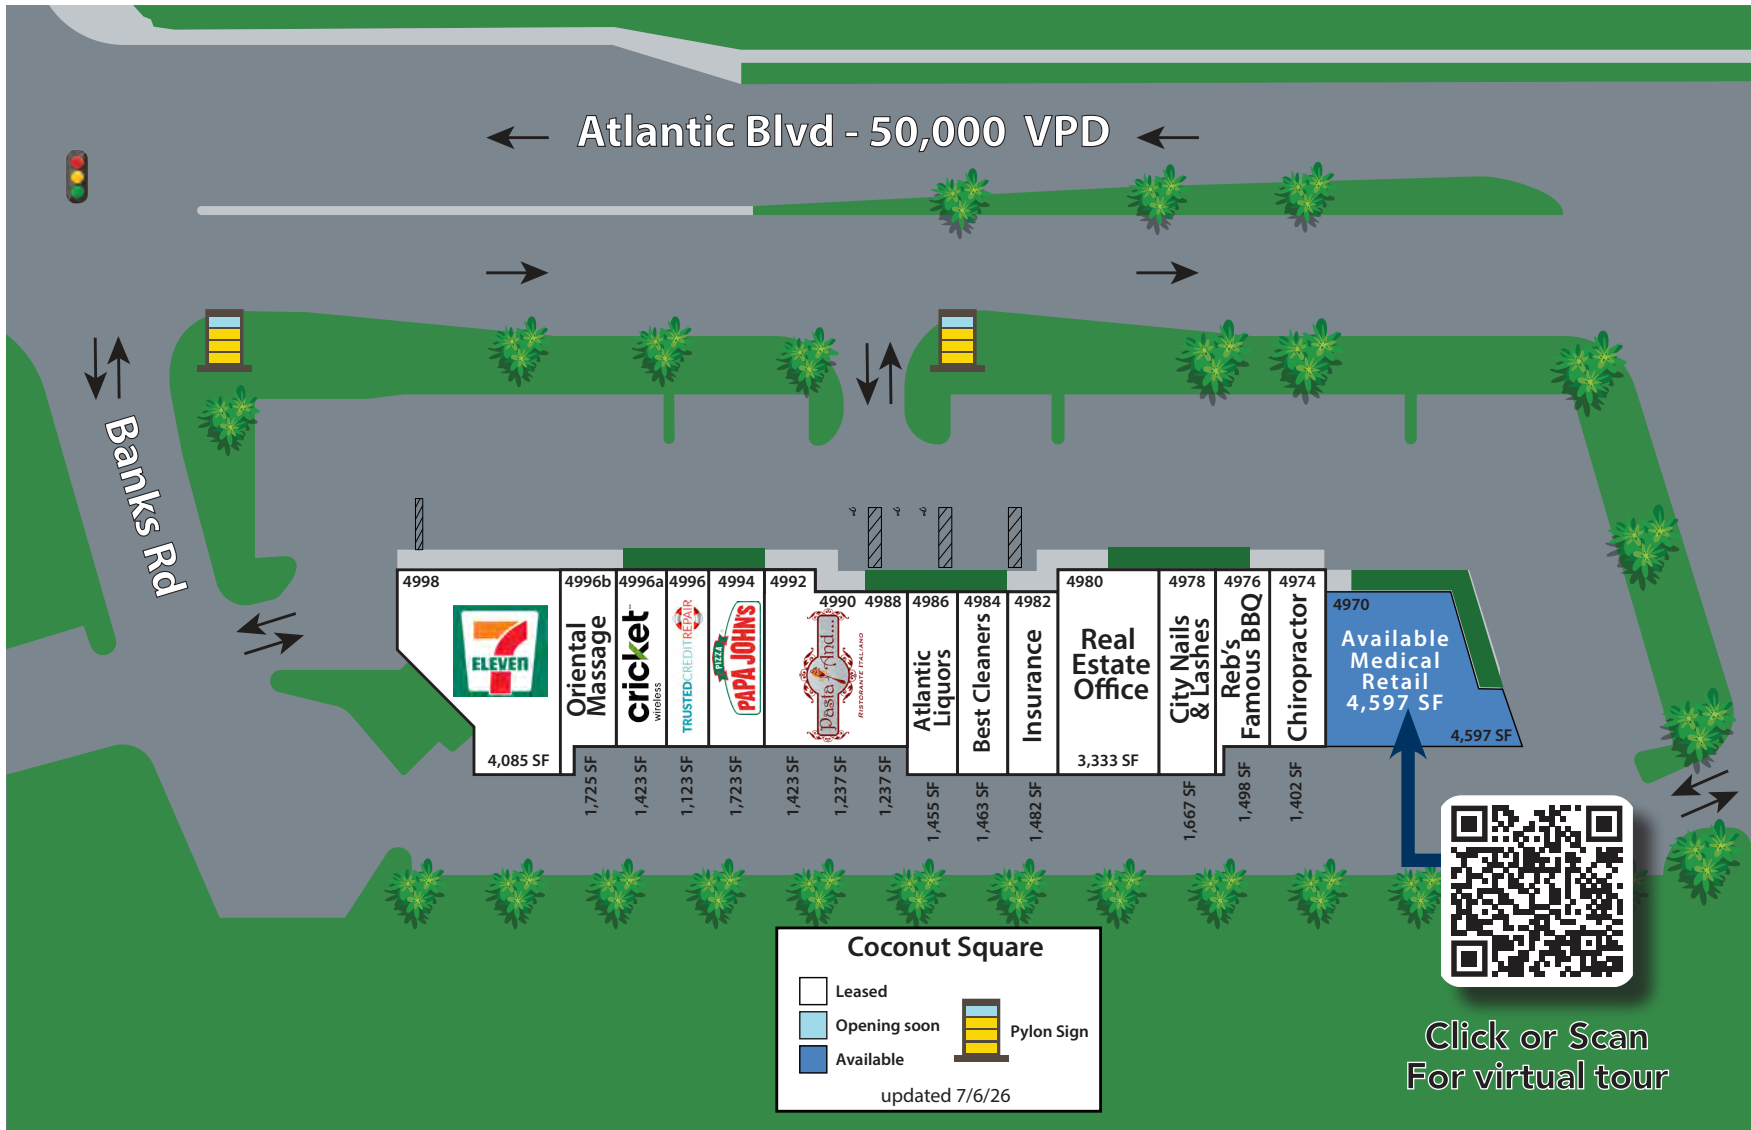 Atlantic Blvd - 50,000 VPD
Banks Rd
4998
7
ELEVEN
4,085 SF
4996b
Oriental
Massage
1,725 SF
4996a
cricket
wireless
1,423 SF
4996
TRUSTEDCREDITREPAIR
1,123 SF
4994
PIZZA
PAPA JOHN'S
1,723 SF
4992
1,423 SF
4990
Pasta And...
RISTORANTE ITALIANO
1,237 SF
4988
1,237 SF
4986
Atlantic
Liquors
1,455 SF
4984
Best Cleaners
1,463 SF
4982
Insurance
1,482 SF
4980
Real
Estate
Office
3,333 SF
4978
City Nails
& Lashes
1,667 SF
4976
Reb's
Famous BBQ
1,498 SF
4974
Chiropractor
1,402 SF
4970
Available
Medical
Retail
4,597 SF
4,597 SF
Coconut Square
Leased
Opening soon
Available
Pylon Sign
updated 7/6/26
Click or Scan
For virtual tour